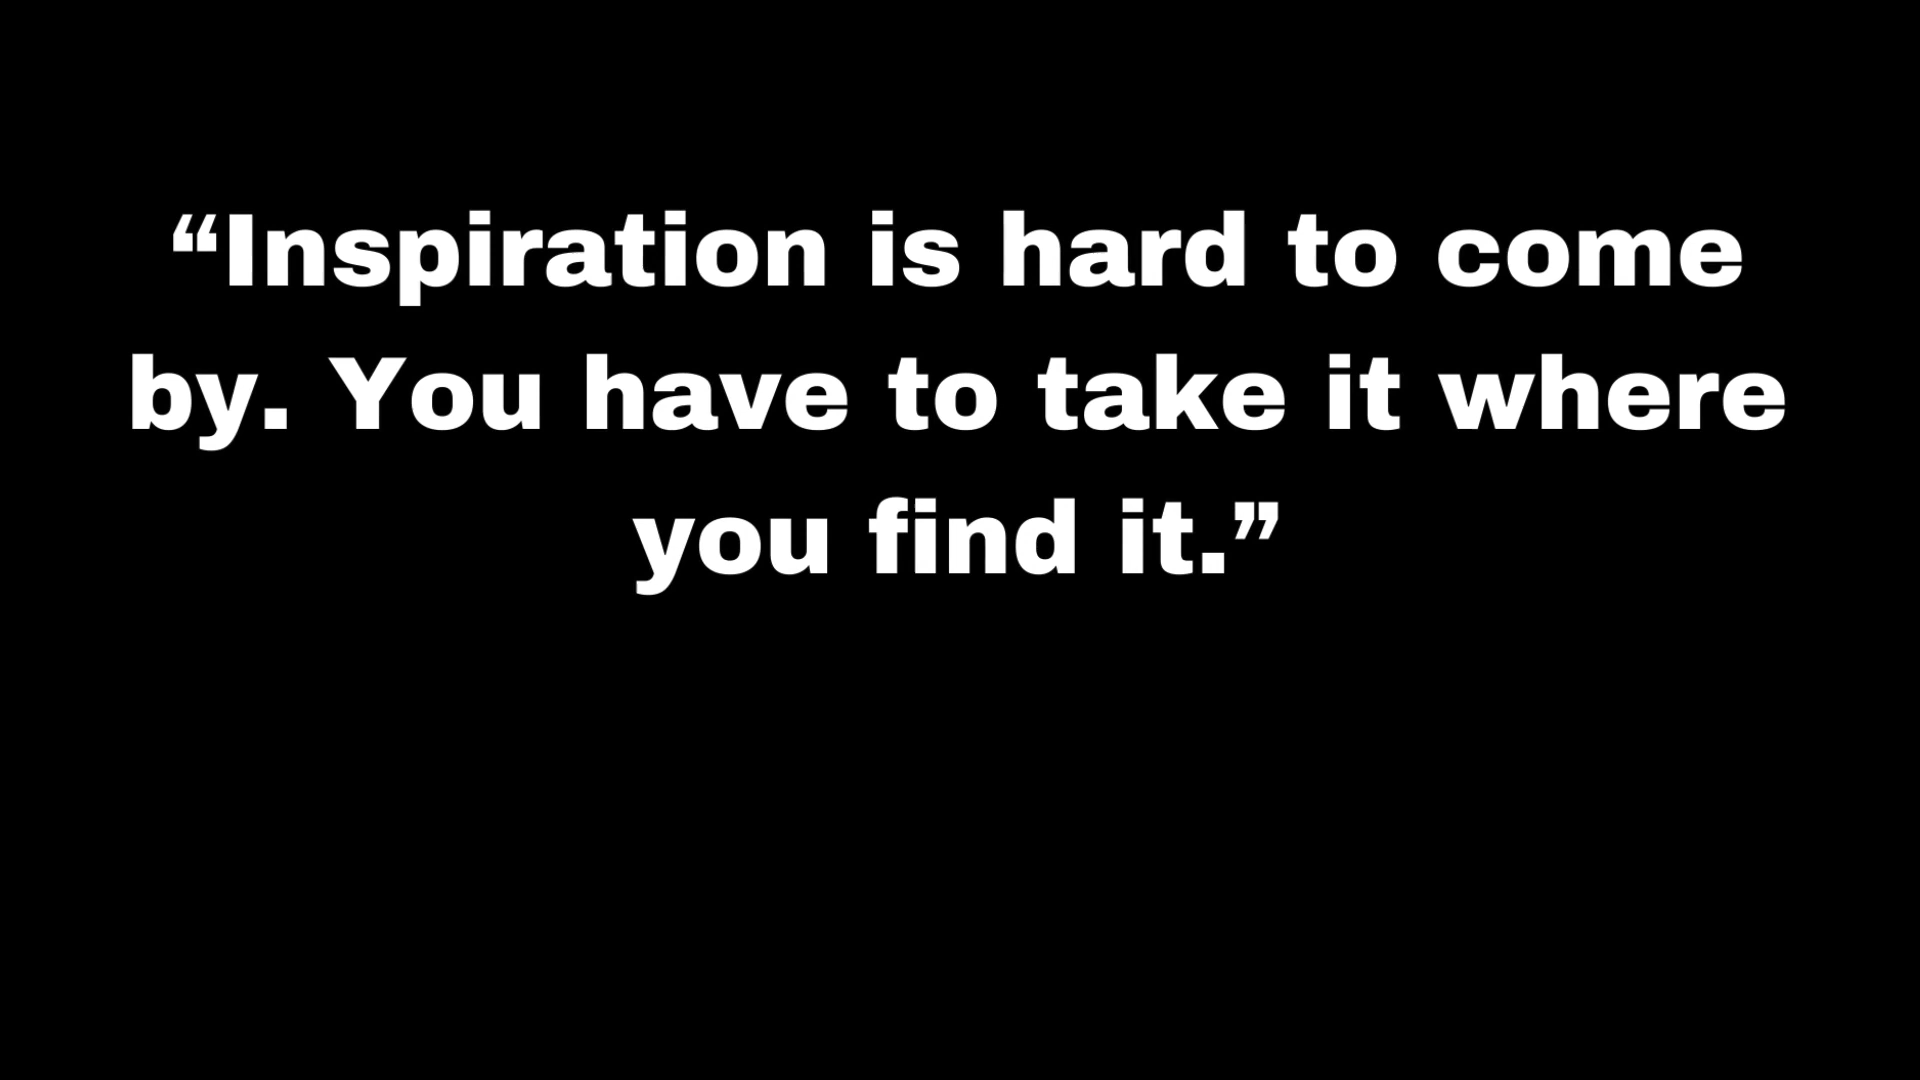 “Inspiration is hard to come
by. You have to take it where
you find it.”